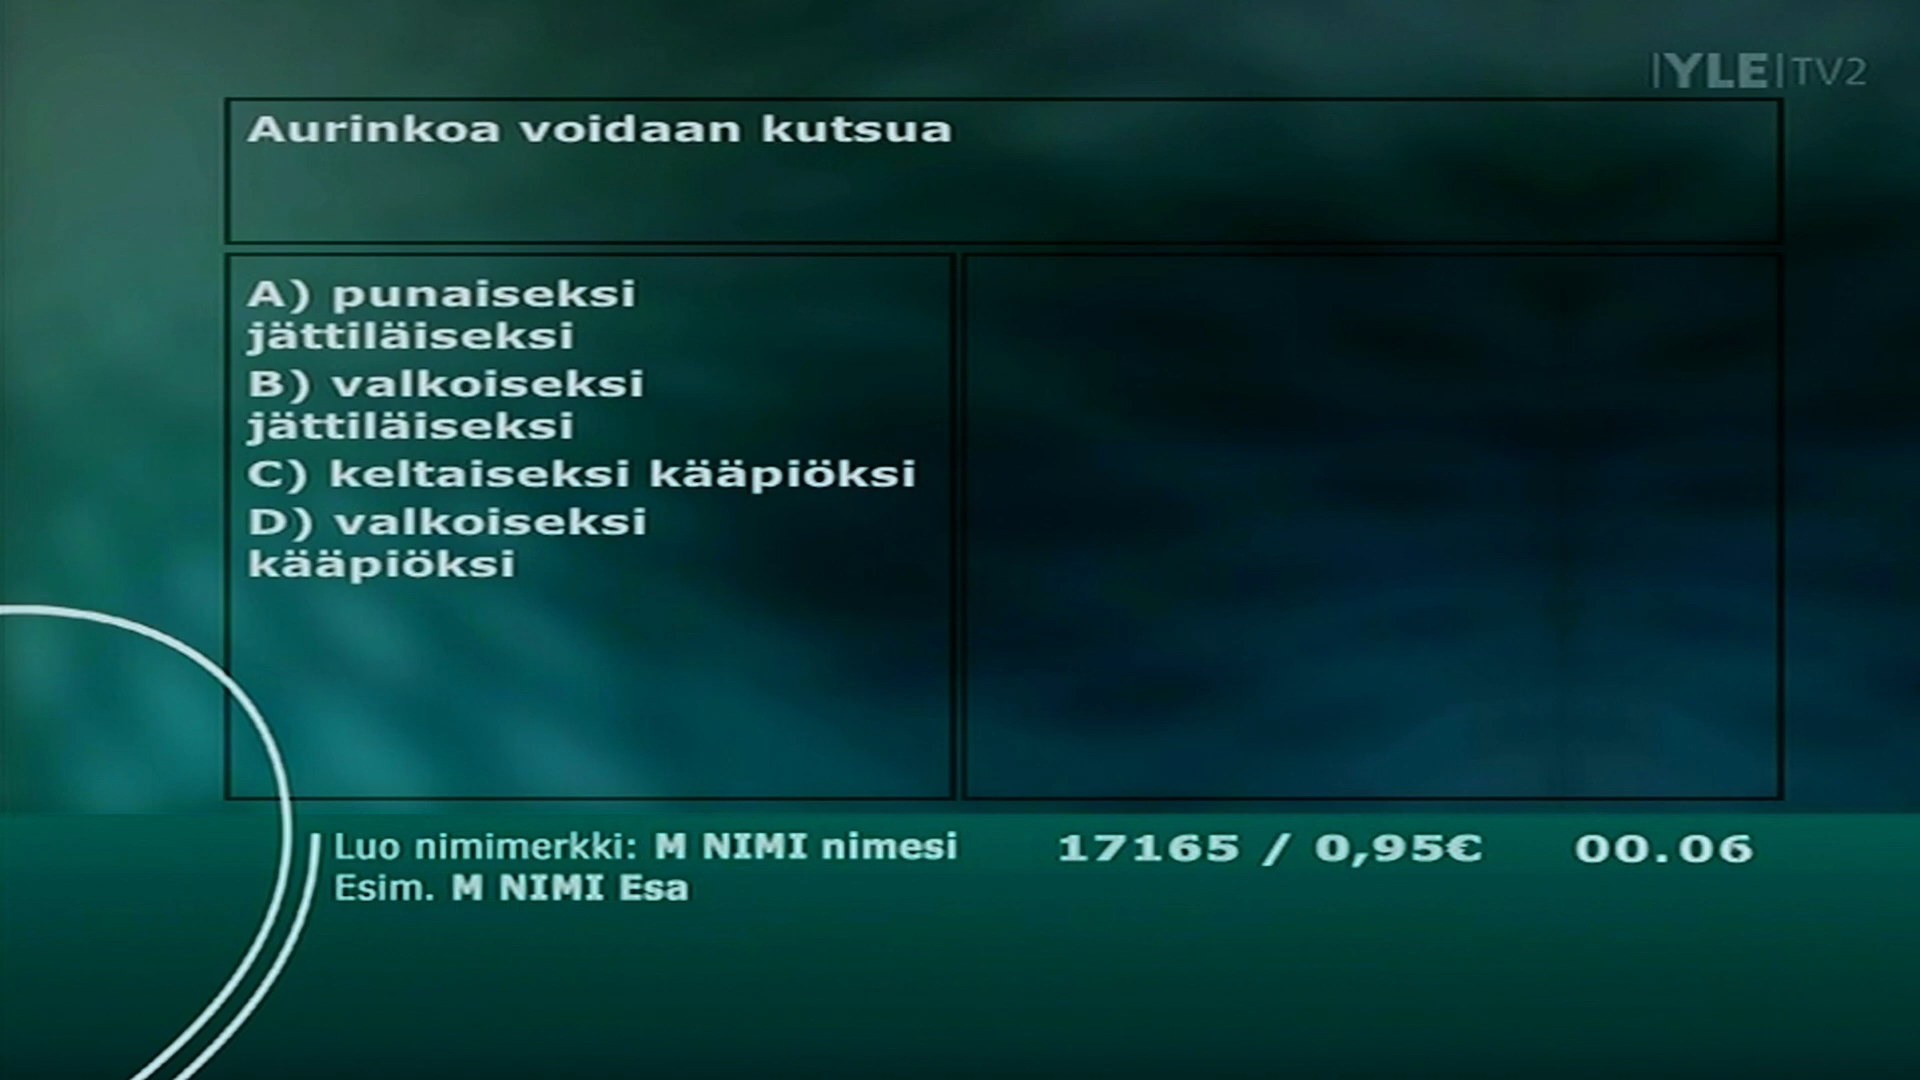 YLE TV2
Aurinkoa voidaan kutsua
A) punaiseksi
jättiläiseksi
B) valkoiseksi
jättiläiseksi
C) keltaiseksi kääpiöksi
D) valkoiseksi
kääpiöksi
Luo nimimerkki: M NIMI nimesi 17165 / 0,95€ 00.06
Esim. M NIMI Esa